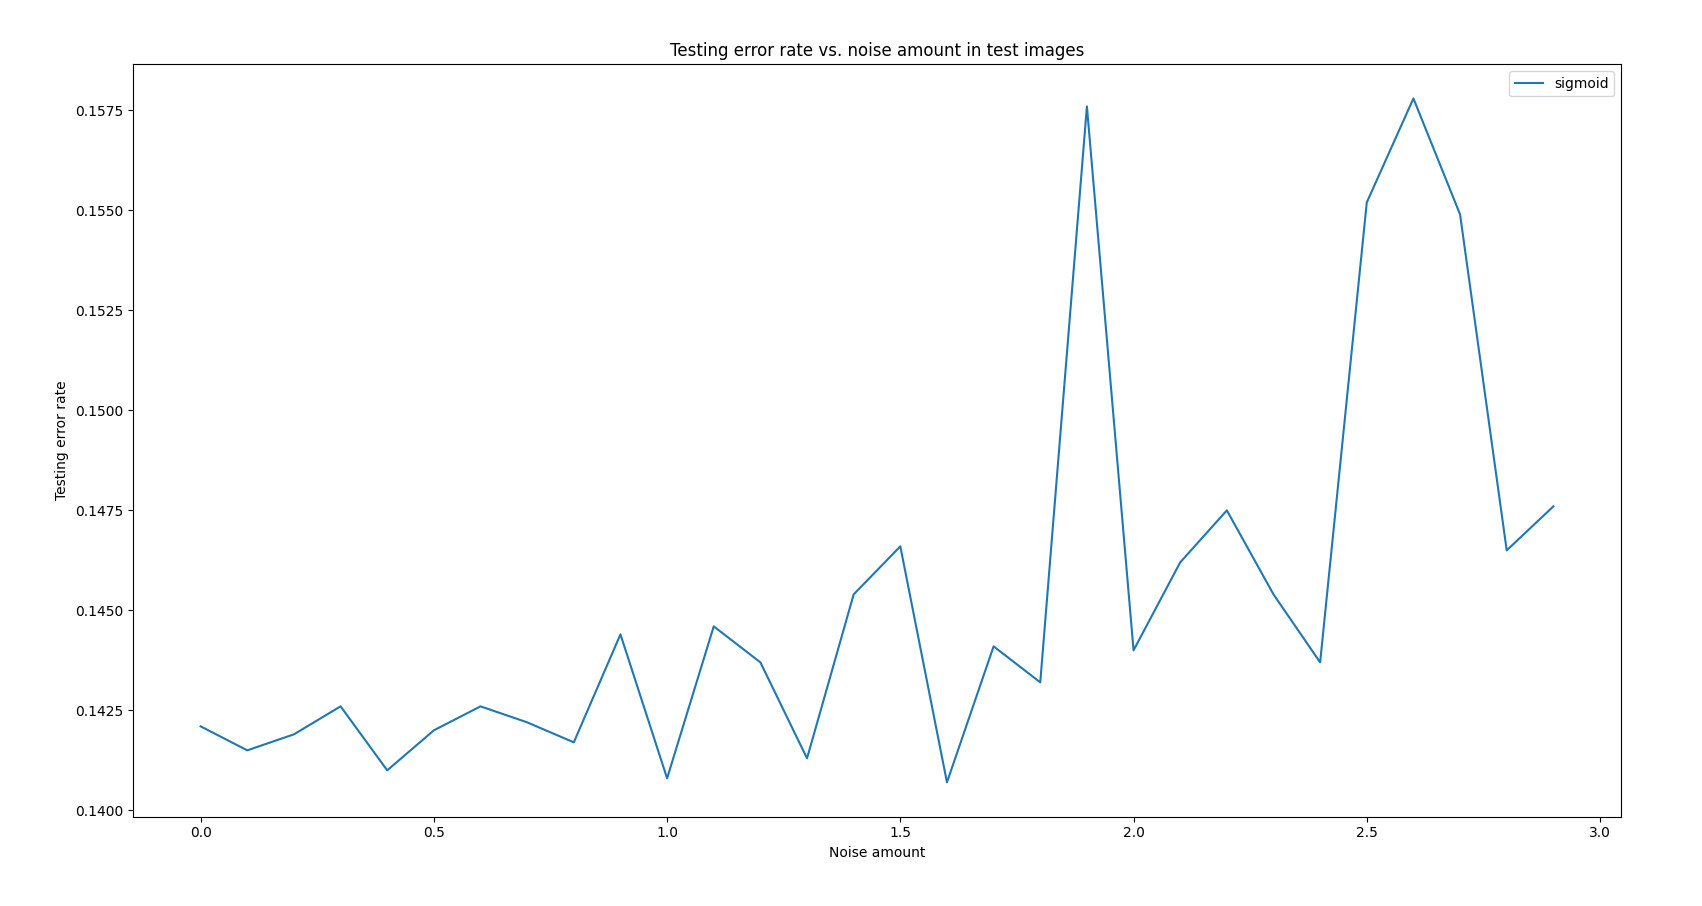 Testing error rate vs. noise amount in test images
sigmoid
0.1575
0.1550
0.1525
0.1500
0.1475
0.1450
0.1425
0.1400
Testing error rate
0.0 0.5 1.0 1.5 2.0 2.5 3.0
Noise amount